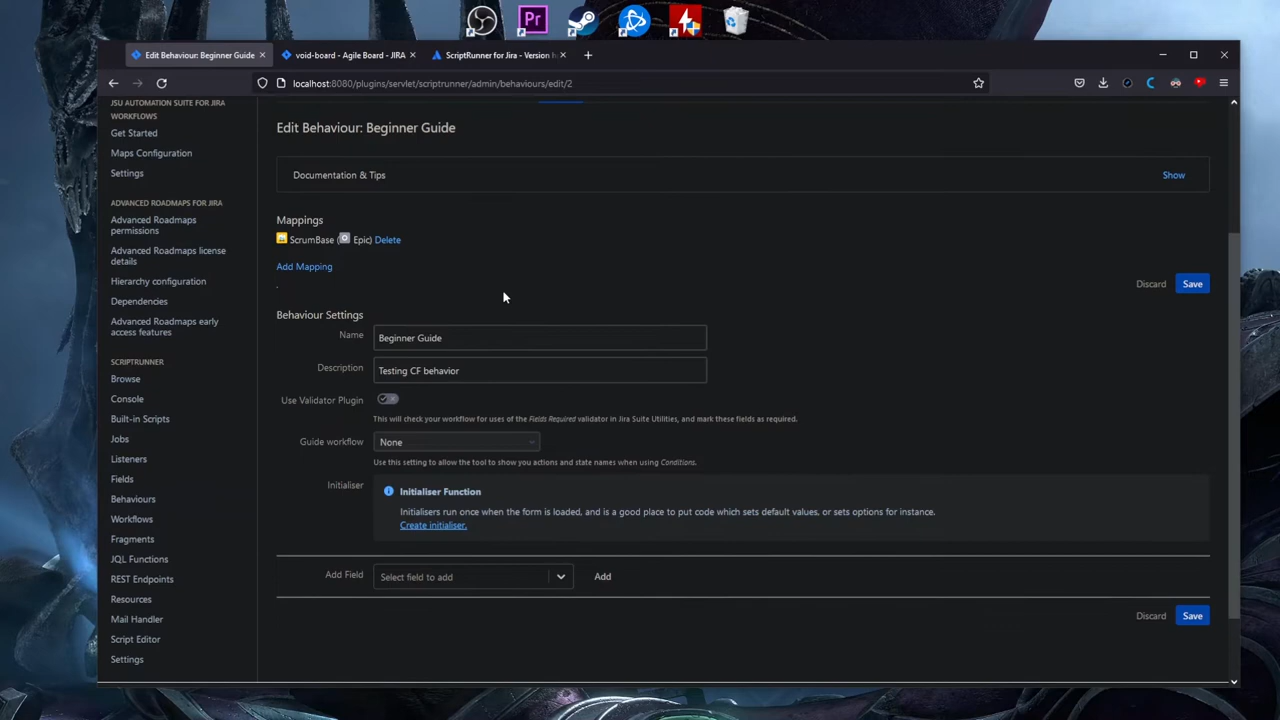 Pr
Edit Behaviour: Beginner Guide
void-board - Agile Board - JIRA
ScriptRunner for Jira - Version h
localhost:8080/plugins/servlet/scriptrunner/admin/behaviours/edit/2
JSU AUTOMATION SUITE FOR JIRA
WORKFLOWS
Get Started
Maps Configuration
Settings
ADVANCED ROADMAPS FOR JIRA
Advanced Roadmaps
permissions
Advanced Roadmaps license
details
Hierarchy configuration
Dependencies
Advanced Roadmaps early
access features
SCRIPTRUNNER
Browse
Console
Built-in Scripts
Jobs
Listeners
Fields
Behaviours
Workflows
Fragments
JQL Functions
REST Endpoints
Resources
Mail Handler
Script Editor
Settings
Edit Behaviour: Beginner Guide
Documentation & Tips
Show
Mappings
ScrumBase ( Epic) Delete
Add Mapping
.
Discard
Save
Behaviour Settings
Name
Beginner Guide
Description
Testing CF behavior
Use Validator Plugin
This will check your workflow for uses of the Fields Required validator in Jira Suite Utilities, and mark these fields as required.
Guide workflow
None
Use this setting to allow the tool to show you actions and state names when using Conditions.
Initialiser
Initialiser Function
Initialisers run once when the form is loaded, and is a good place to put code which sets default values, or sets options for instance.
Create initialiser.
Add Field
Select field to add
Add
Discard
Save